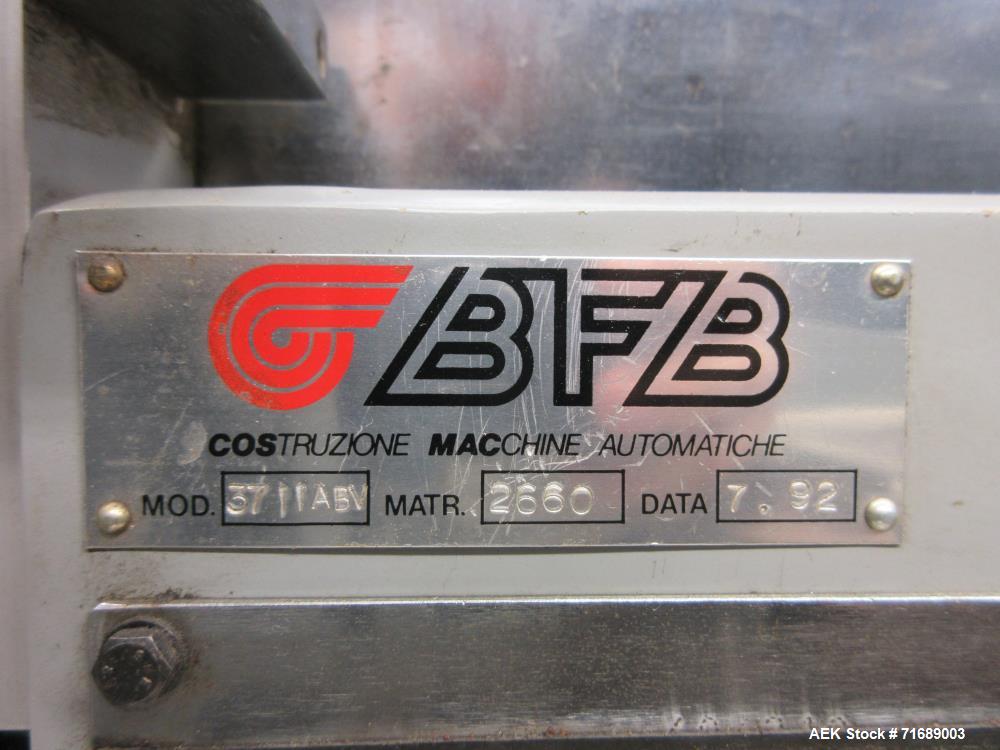 BFB
COSTRUZIONE MACCHINE AUTOMATICHE
MOD. 3711ABV MATR. 2660 DATA 7.92
AEK Stock #71689003